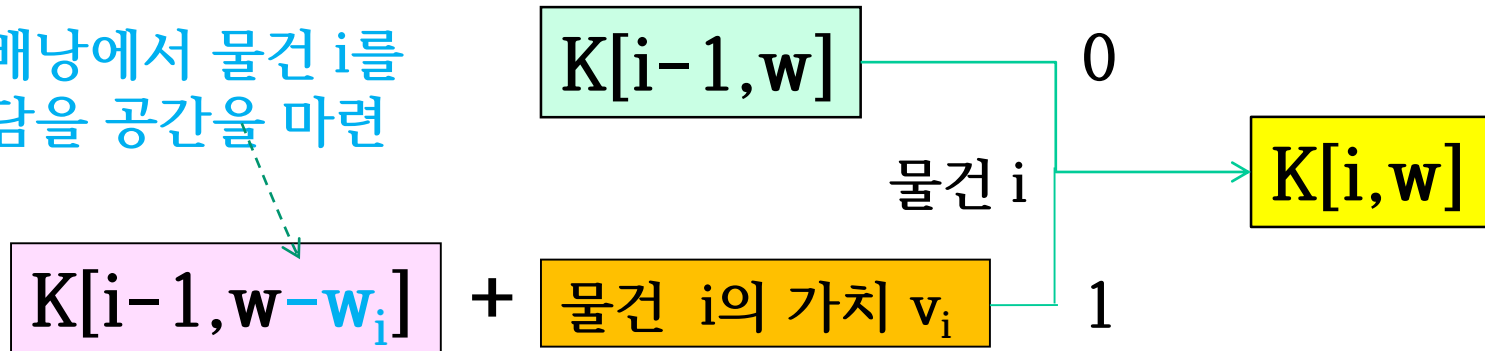 배낭에서 물건 i를
담을 공간을 마련
K[i-1,w]
0
물건 i
K[i,w]
K[i-1,w-wᵢ] + 물건 i의 가치 vᵢ
1